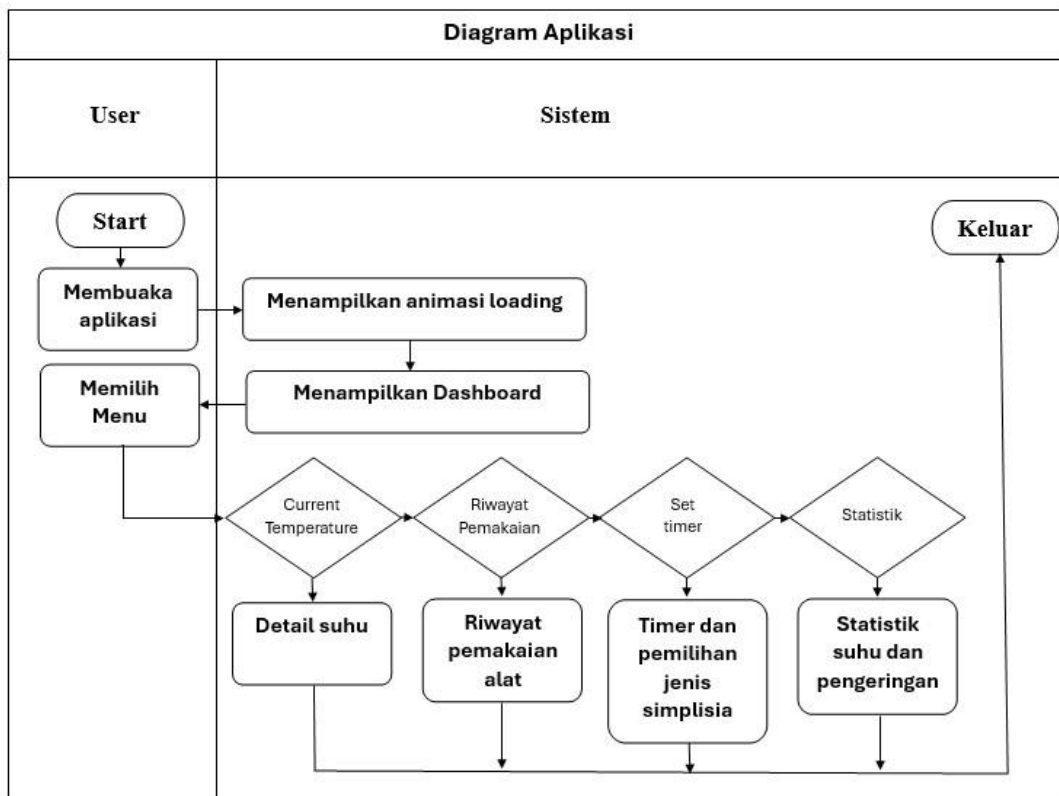 Diagram Aplikasi
User
Sistem
Start
Keluar
Membuaka
aplikasi
Menampilkan animasi loading
Memilih
Menu
Menampilkan Dashboard
Current
Temperature
Riwayat
Pemakaian
Set
timer
Statistik
Detail suhu
Riwayat
pemakaian
alat
Timer dan
pemilihan
jenis
simplisia
Statistik
suhu dan
pengeringan